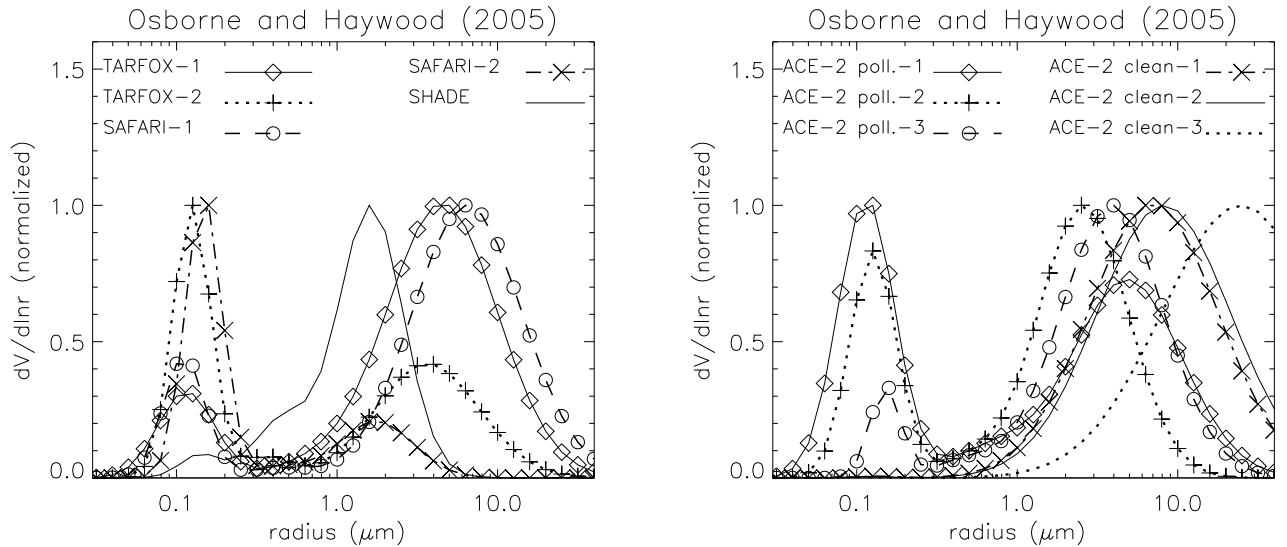 Osborne and Haywood (2005)
dV/dlnr (normalized)
1.5
1.0
0.5
0.0
TARFOX-1
TARFOX-2
SAFARI-1
SAFARI-2
SHADE
0.1
1.0
10.0
radius (μm)
Osborne and Haywood (2005)
dV/dlnr (normalized)
1.5
1.0
0.5
0.0
ACE-2 poll.-1
ACE-2 poll.-2
ACE-2 poll.-3
ACE-2 clean-1
ACE-2 clean-2
ACE-2 clean-3
0.1
1.0
10.0
radius (μm)